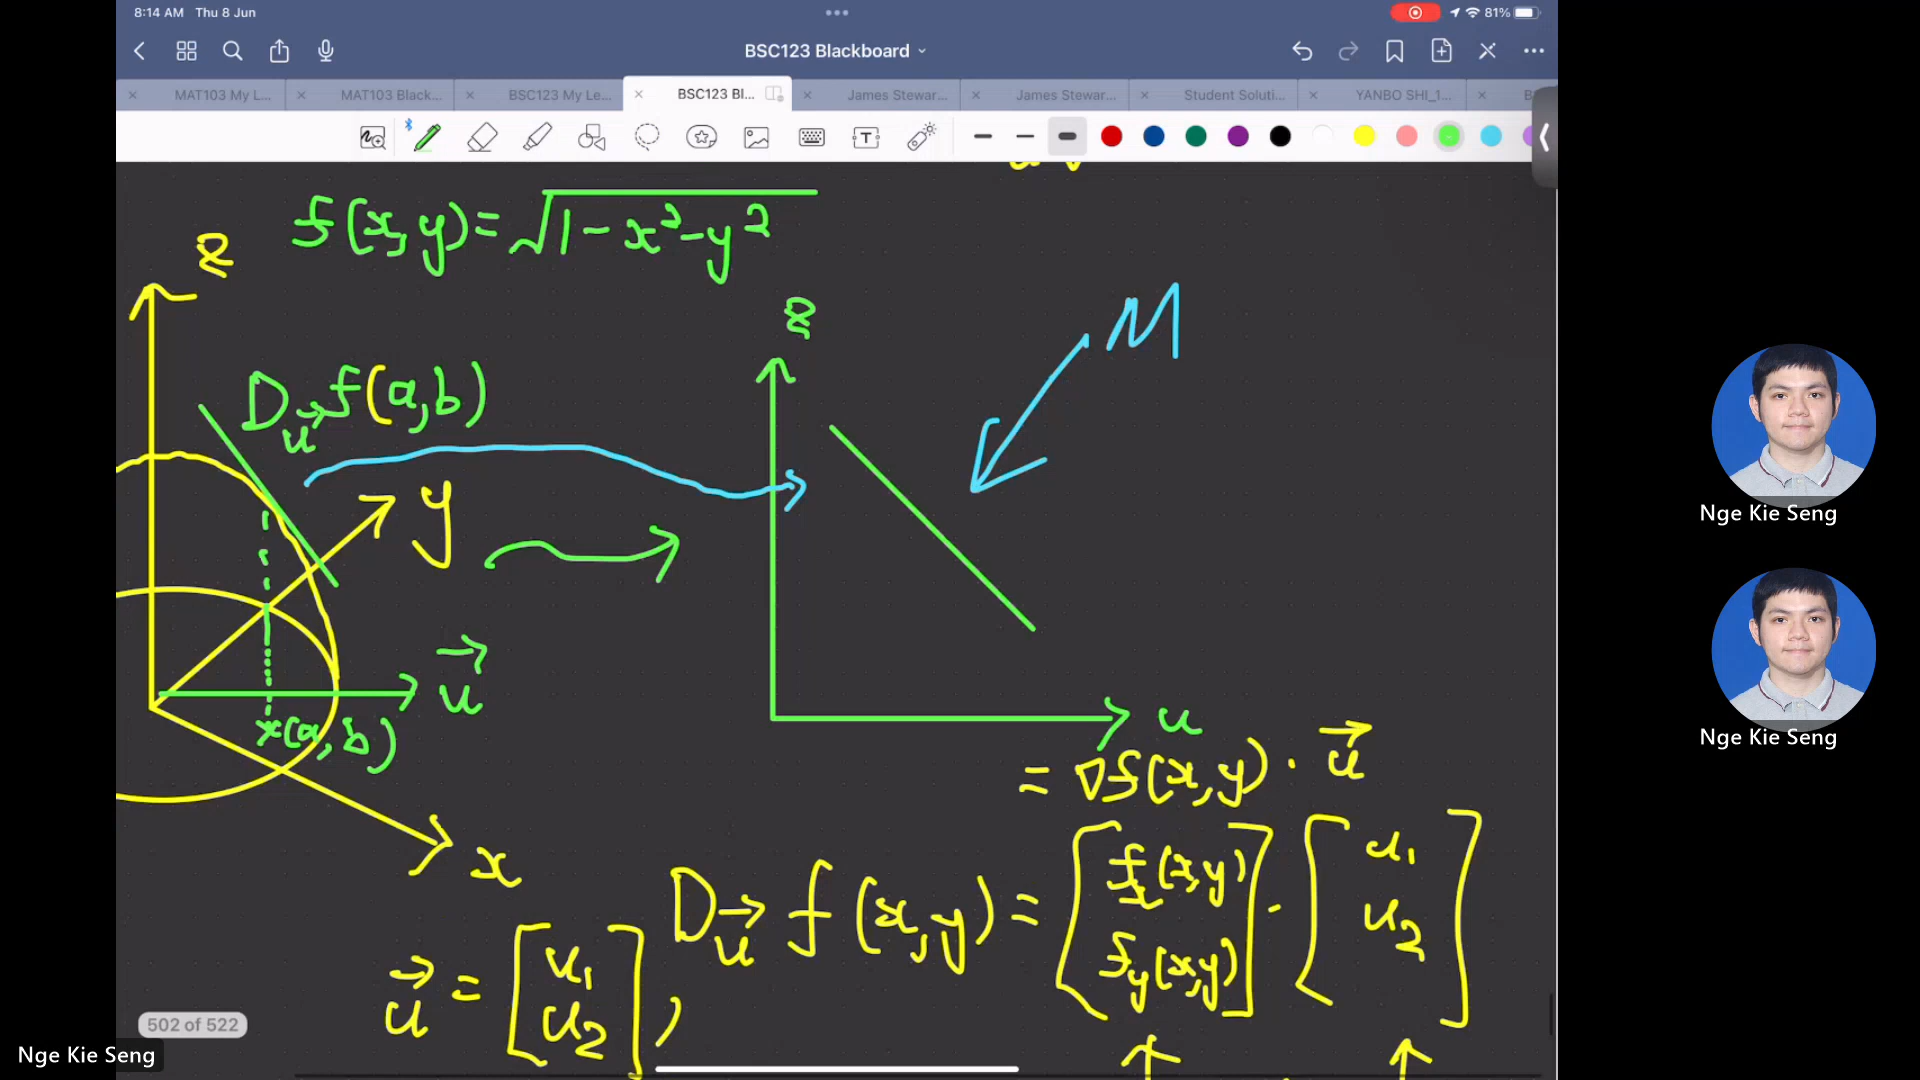 8:14 AM Thu 8 Jun
81%
BSC123 Blackboard
MAT103 My L...
MAT103 Black...
BSC123 My Le...
BSC123 Bl...
James Stewar...
James Stewar...
Student Soluti...
YANBO SHI_1...
T
f(x,y)=√1-x²-y²
z
z
M
D_u⃗ f(a,b)
y
u⃗
x(a,b)
u
= ∇f(x,y) · u⃗
x
D_u⃗ f(x,y) = [f_x(x,y) f_y(x,y)] · [u₁ u₂]
u⃗ = [u₁ u₂],
502 of 522
Nge Kie Seng
Nge Kie Seng
Nge Kie Seng